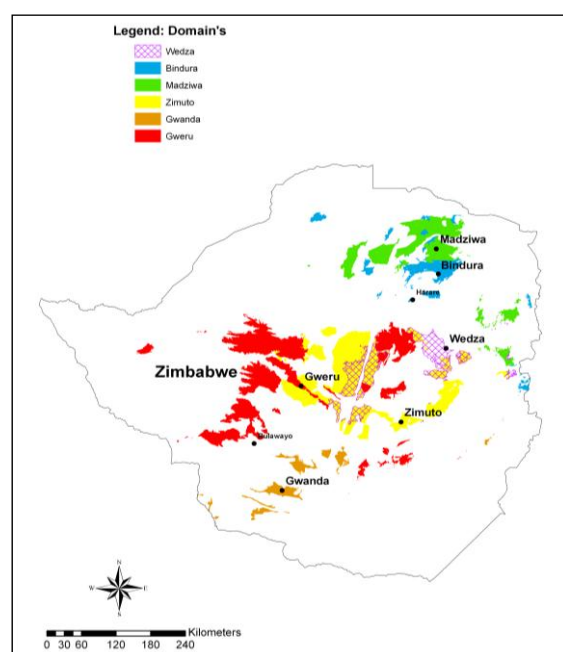 Legend: Domain's
Wedza
Bindura
Madziwa
Zimuto
Gwanda
Gweru
Madziwa
Bindura
Harare
Wedza
Zimbabwe
Gweru
Zimuto
Gwanda
N
W E
S
Kilometers
0 30 60 120 180 240